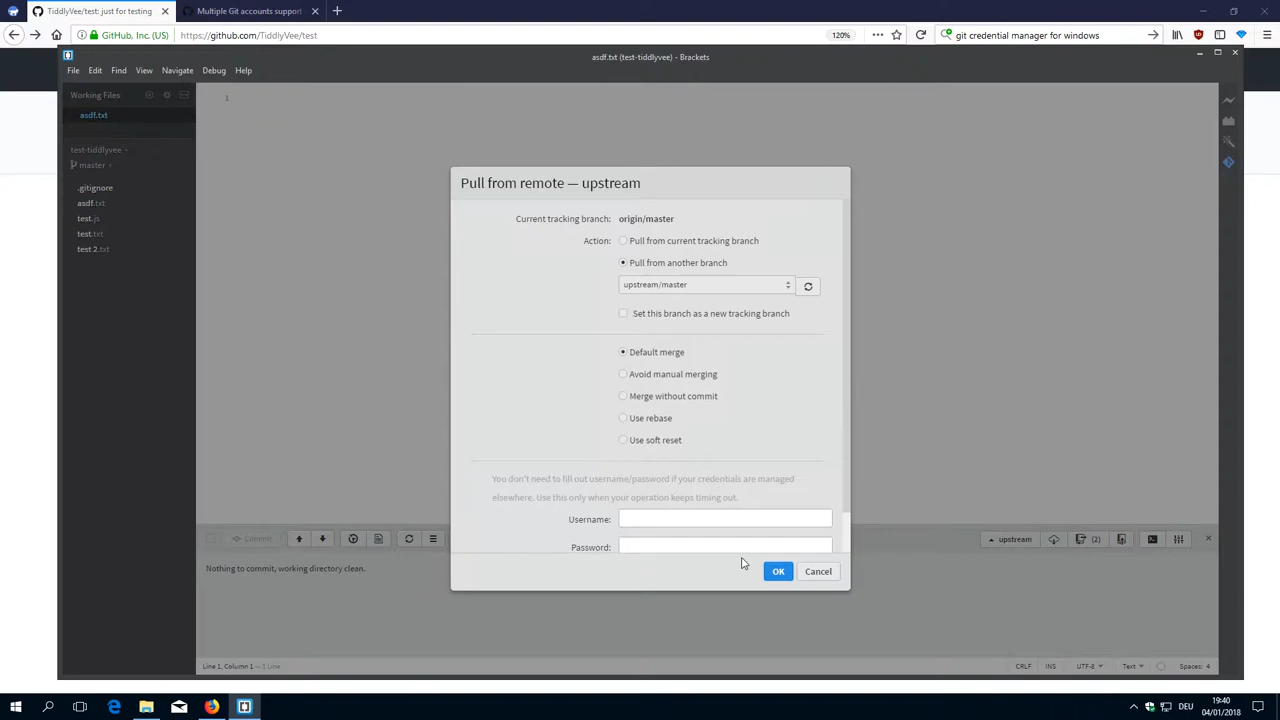 TiddlyVee/test: just for testing
Multiple Git accounts support
GitHub, Inc. (US)
https://github.com/TiddlyVee/test
120%
git credential manager for windows
asdf.txt (test-tiddlyvee) - Brackets
File Edit Find View Navigate Debug Help
Working Files
asdf.txt
1
test-tiddlyvee
master
.gitignore
asdf.txt
test.js
test.txt
test 2.txt
Pull from remote — upstream
Current tracking branch: origin/master
Action: Pull from current tracking branch
Pull from another branch
upstream/master
Set this branch as a new tracking branch
Default merge
Avoid manual merging
Merge without commit
Use rebase
Use soft reset
You don't need to fill out username/password if your credentials are managed
elsewhere. Use this only when your operation keeps timing out.
Username:
Password:
OK Cancel
Commit
upstream
(2)
Nothing to commit, working directory clean.
Line 1, Column 1 — 1 Line
CRLF INS UTF-8 Text Spaces: 4
DEU
19:40
04/01/2018